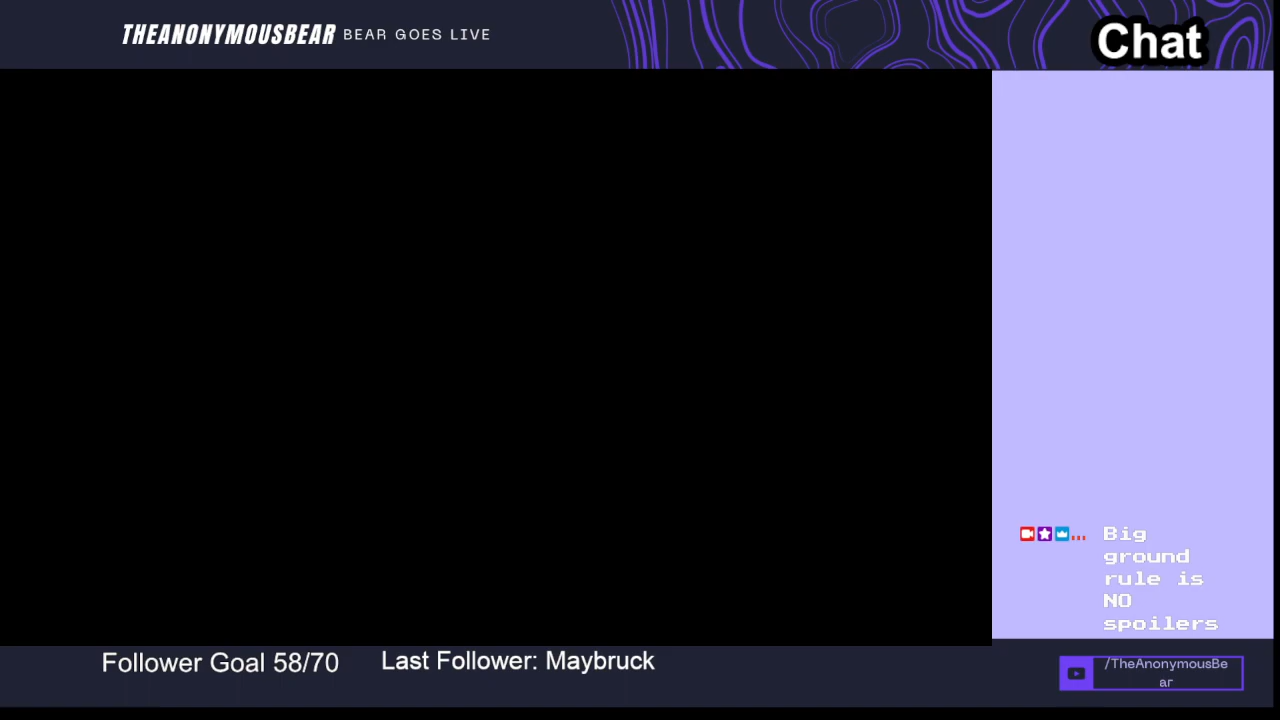 THEANONYMOUSBEAR BEAR GOES LIVE
Chat
... Big
ground
rule is
NO
spoilers
Follower Goal 58/70
Last Follower: Maybruck
/TheAnonymousBe
ar